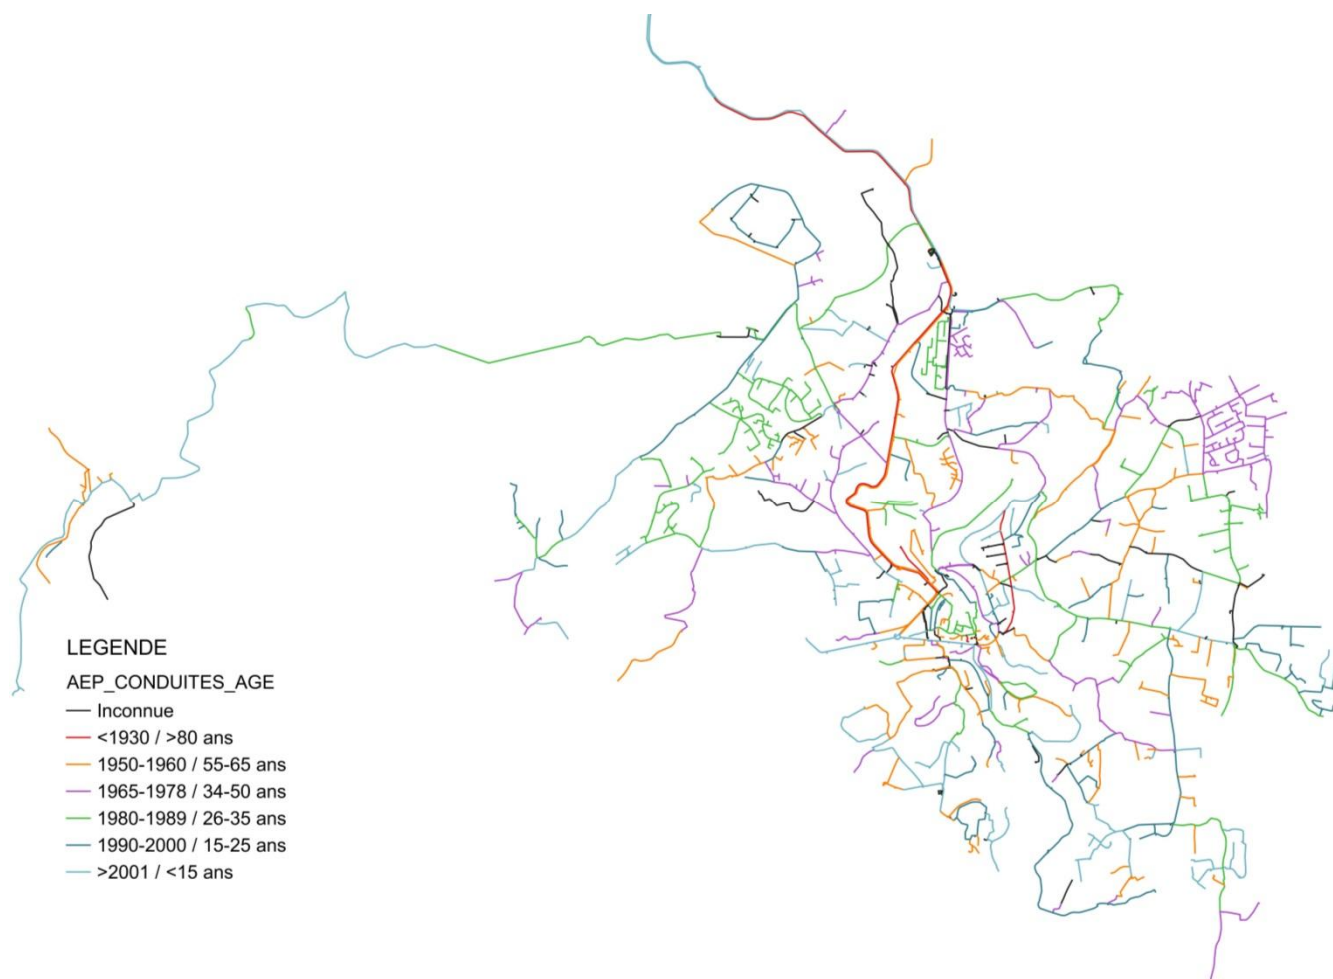 LEGENDE
AEP_CONDUITES_AGE
Inconnue
<1930 / >80 ans
1950-1960 / 55-65 ans
1965-1978 / 34-50 ans
1980-1989 / 26-35 ans
1990-2000 / 15-25 ans
>2001 / <15 ans